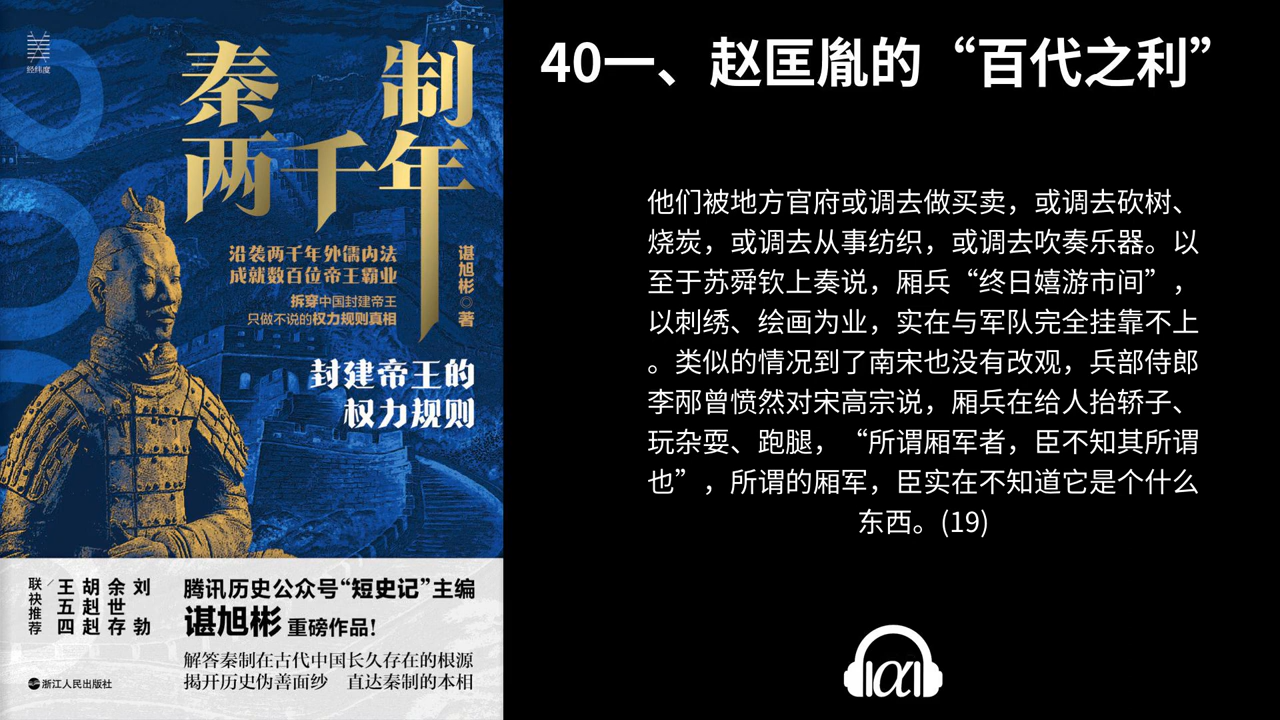 经纬度
秦制
两千年
沿袭两千年外儒内法
成就数百位帝王霸业
拆穿中国封建帝王
只做不说的权力规则真相
谌旭彬◎著
封建帝王的
权力规则
联袂推荐
王五四
胡赳赳
余世存
刘勃
腾讯历史公众号“短史记”主编
谌旭彬 重磅作品!
解答秦制在古代中国长久存在的根源
揭开历史伪善面纱 直达秦制的本相
浙江人民出版社
40一、赵匡胤的“百代之利”
他们被地方官府或调去做买卖，或调去砍树、
烧炭，或调去从事纺织，或调去吹奏乐器。以
至于苏舜钦上奏说，厢兵“终日嬉游市间”，
以刺绣、绘画为业，实在与军队完全挂靠不上
。类似的情况到了南宋也没有改观，兵部侍郎
李邴曾愤然对宋高宗说，厢兵在给人抬轿子、
玩杂耍、跑腿，“所谓厢军者，臣不知其所谓
也”，所谓的厢军，臣实在不知道它是个什么
东西。(19)